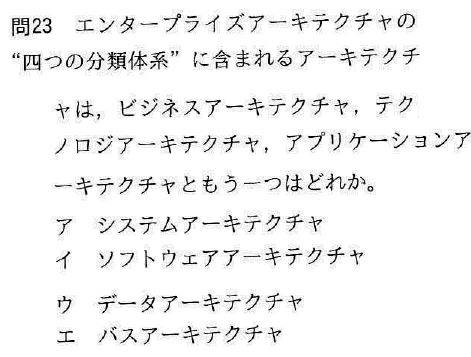 問23 エンタープライズアーキテクチャの
“四つの分類体系”に含まれるアーキテクチ
ャは，ビジネスアーキテクチャ，テク
ノロジアーキテクチャ，アプリケーションア
ーキテクチャともう一つはどれか。
ア システムアーキテクチャ
イ ソフトウェアアーキテクチャ
ウ データアーキテクチャ
エ バスアーキテクチャ